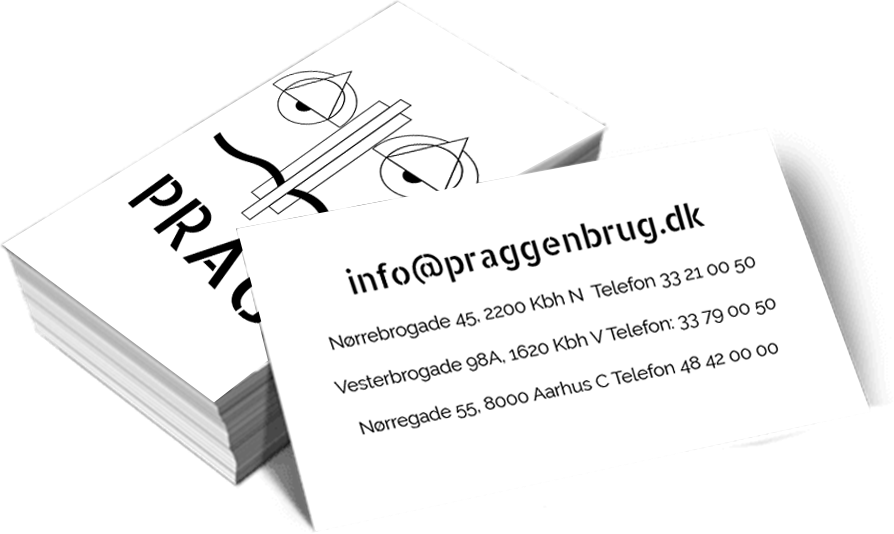 PRAG
info@praggenbrug.dk
Nørrebrogade 45, 2200 Kbh N Telefon 33 21 00 50
Vesterbrogade 98A, 1620 Kbh V Telefon: 33 79 00 50
Nørregade 55, 8000 Aarhus C Telefon 48 42 00 00